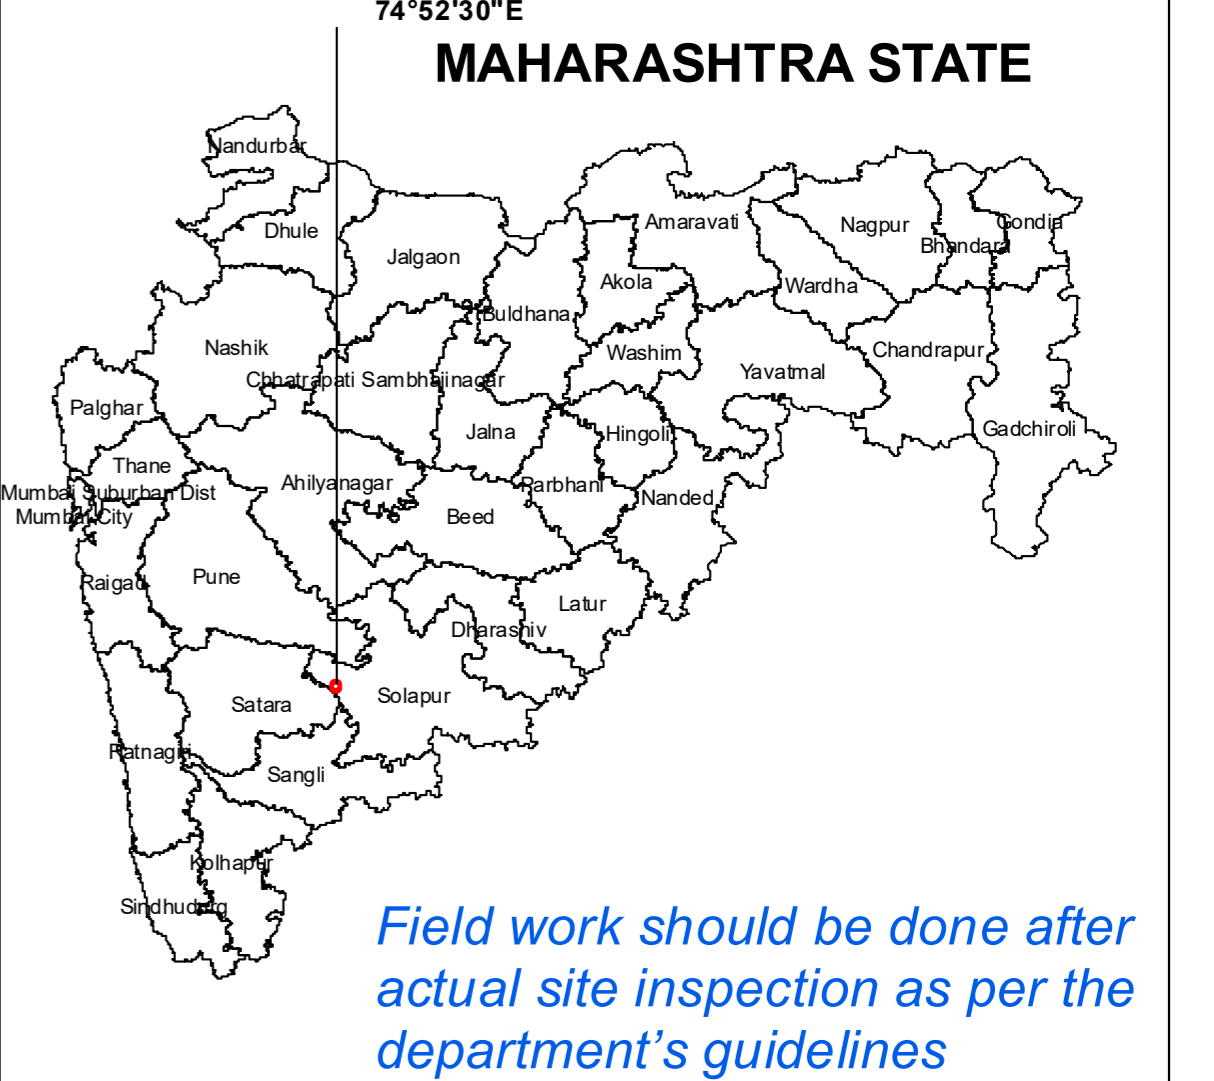 74°52'30"E
MAHARASHTRA STATE
Nandurbar
Dhule
Jalgaon
Amaravati
Nagpur
Gondia
Bhandara
Akola
Wardha
Buldhana
Nashik
Washim
Chandrapur
Chhatrapati Sambhajinagar
Yavatmal
Palghar
Jalna
Hingoli
Gadchiroli
Thane
Ahilyanagar
Parbhani
Mumbai Suburban Dist
Nanded
Mumbai City
Beed
Raigad
Pune
Latur
Dharashiv
Satara
Solapur
Ratnagiri
Sangli
Kolhapur
Sindhudurg
Field work should be done after
actual site inspection as per the
department’s guidelines